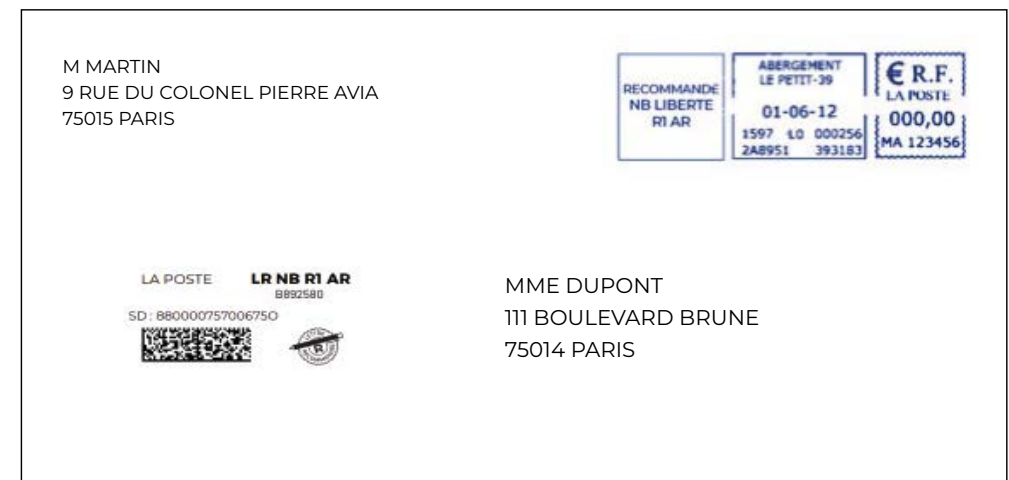 M MARTIN
9 RUE DU COLONEL PIERRE AVIA
75015 PARIS
RECOMMANDE
NB LIBERTE
R1 AR
ABERGEMENT
LE PETIT-39
01-06-12
1597 LO 000256
2A8951 393183
€ R.F.
LA POSTE
000,00
MA 123456
LA POSTE LR NB R1 AR
B892580
SD : 88000075700675O
R
MME DUPONT
111 BOULEVARD BRUNE
75014 PARIS